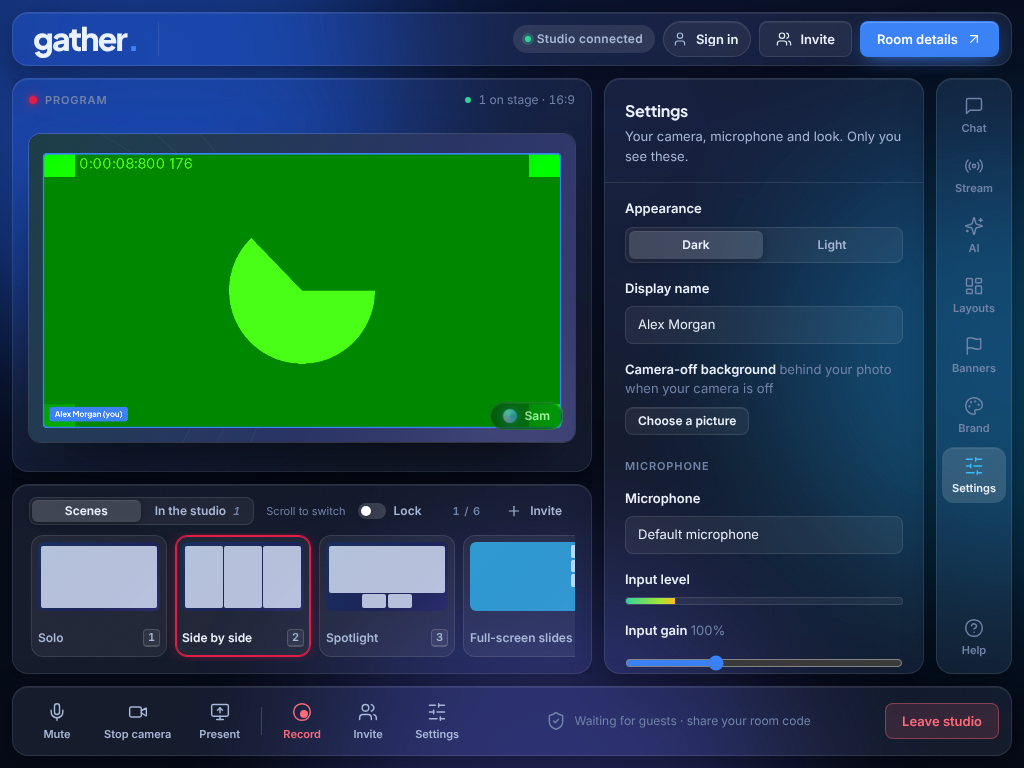 gather.
Studio connected
Sign in
Invite
Room details
PROGRAM
1 on stage · 16:9
0:00:08:800 176
Alex Morgan (you)
Sam
Scenes
In the studio 1
Scroll to switch
Lock
1 / 6
Invite
Solo 1
Side by side 2
Spotlight 3
Full-screen slides
Settings
Your camera, microphone and look. Only you
see these.
Appearance
Dark
Light
Display name
Alex Morgan
Camera-off background behind your photo
when your camera is off
Choose a picture
MICROPHONE
Microphone
Default microphone
Input level
Input gain 100%
Chat
Stream
AI
Layouts
Banners
Brand
Settings
Help
Mute
Stop camera
Present
Record
Invite
Settings
Waiting for guests · share your room code
Leave studio